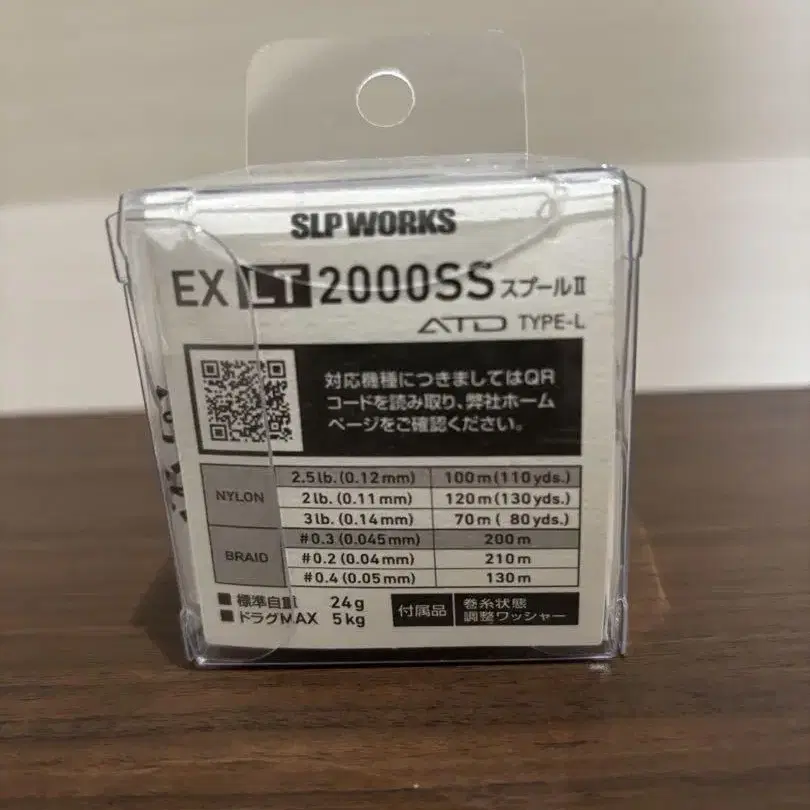 SLP WORKS
EX LT 2000SS スプールⅡ
ATD TYPE-L
対応機種につきましてはQR
コードを読み取り、弊社ホーム
ページをご確認ください。
NYLON
2.5lb.(0.12mm) 100m(110yds.)
2lb.(0.11mm) 120m(130yds.)
3lb.(0.14mm) 70m( 80yds.)
BRAID
#0.3(0.045mm) 200m
#0.2(0.04mm) 210m
#0.4(0.05mm) 130m
■標準自重 24g
■ドラグMAX 5kg
付属品
巻糸状態
調整ワッシャー